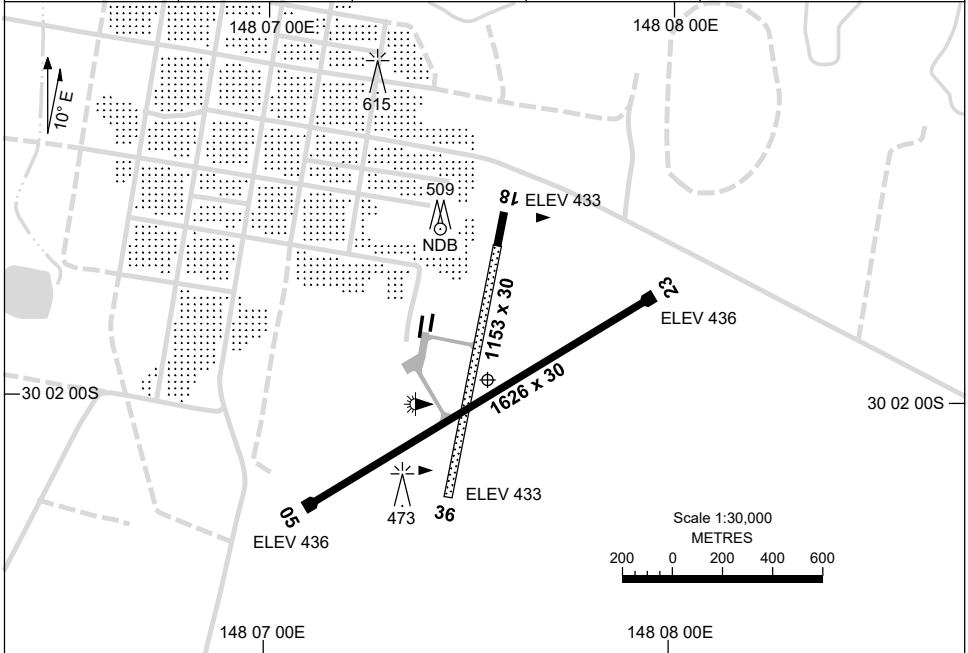 148 07 00E
148 08 00E
10° E
615
509
NDB
18
ELEV 433
23
ELEV 436
1153 x 30
1626 x 30
30 02 00S
30 02 00S
ELEV 433
36
473
05
ELEV 436
Scale 1:30,000
METRES
200 0 200 400 600
148 07 00E
148 08 00E